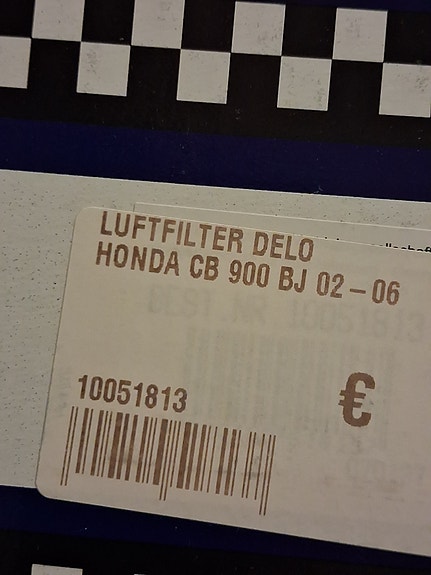 LUFTFILTER DELO
HONDA CB 900 BJ 02 – 06
10051813
€